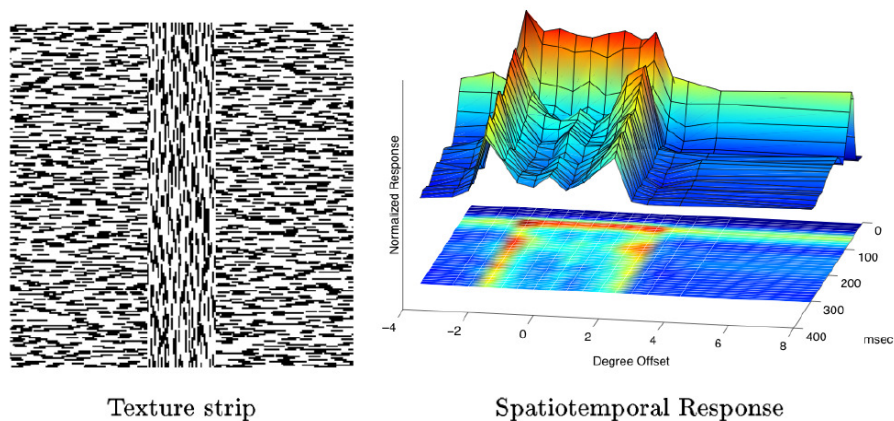 Normalized Response
0
100
200
300
400
msec
−4
−2
0
2
4
6
8
Degree Offset
Texture strip
Spatiotemporal Response